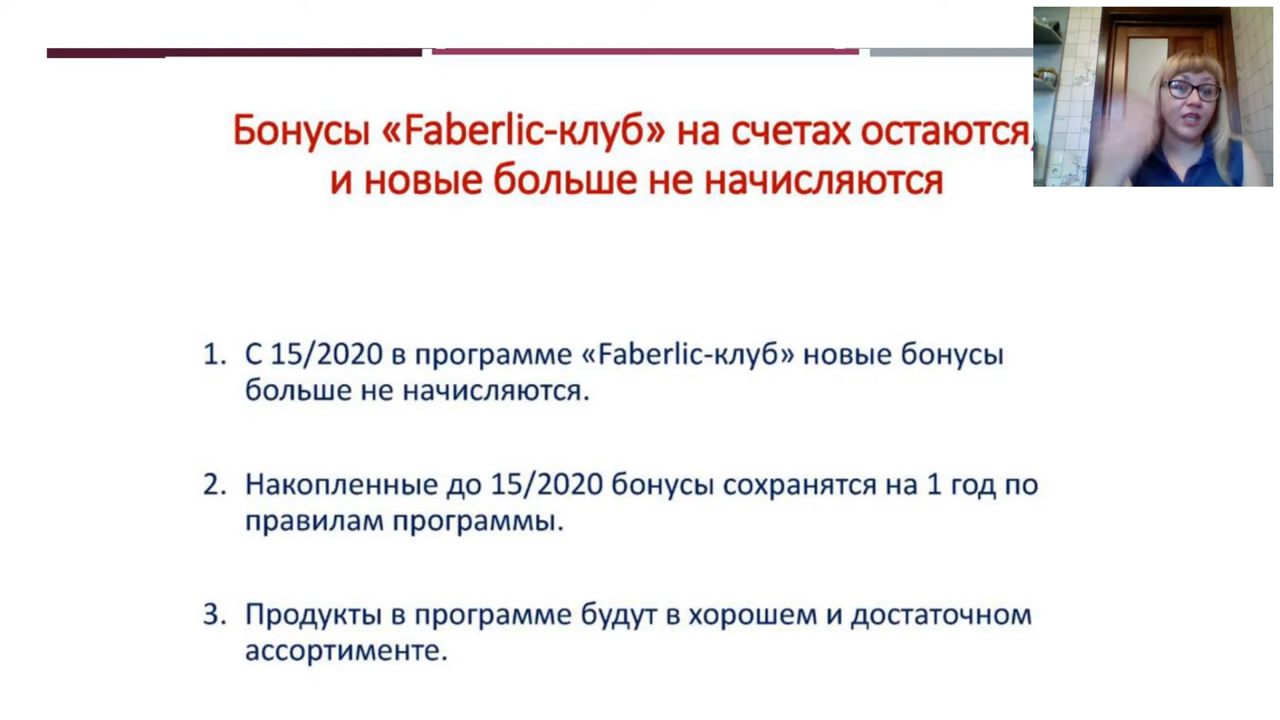 Бонусы «Faberlic-клуб» на счетах остаются,
и новые больше не начисляются
1. С 15/2020 в программе «Faberlic-клуб» новые бонусы
больше не начисляются.
2. Накопленные до 15/2020 бонусы сохранятся на 1 год по
правилам программы.
3. Продукты в программе будут в хорошем и достаточном
ассортименте.